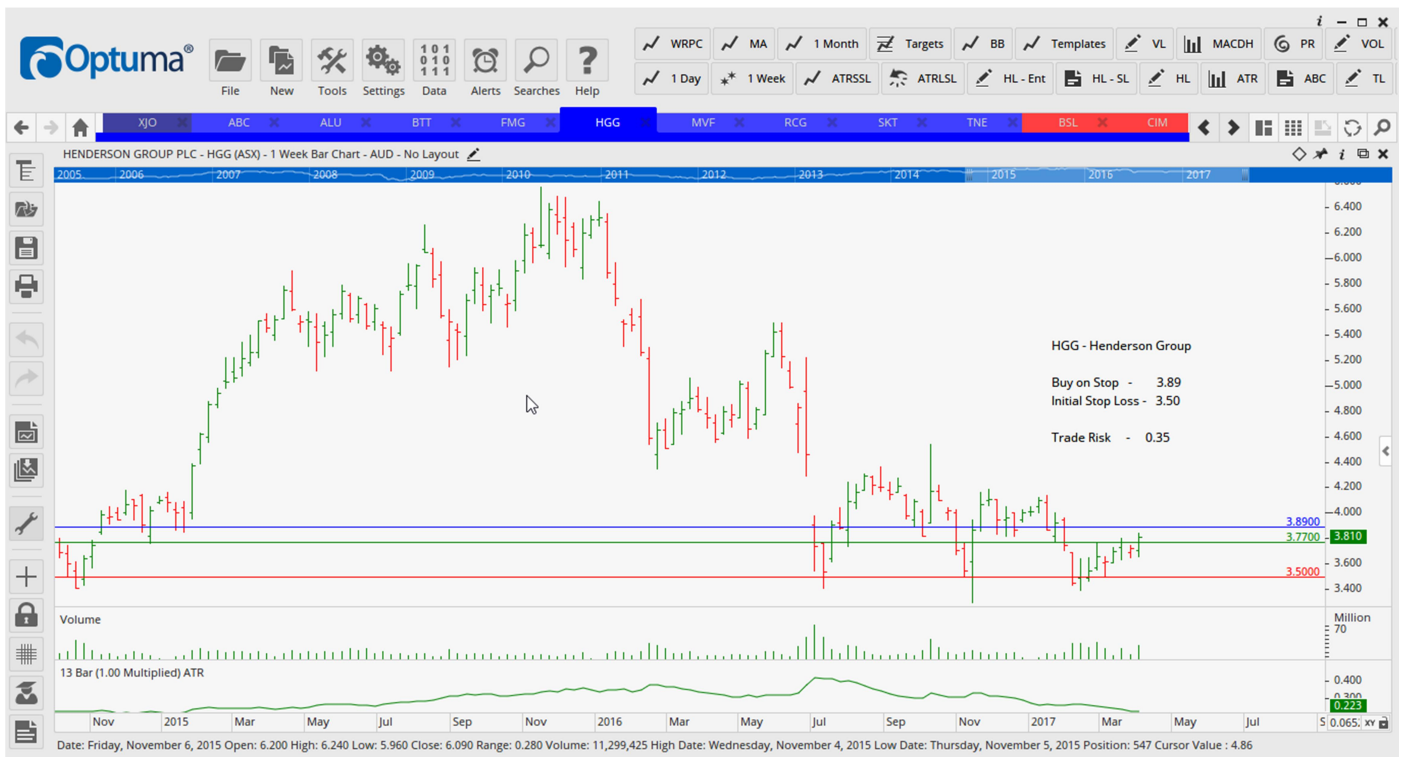 Optuma®
File New Tools Settings Data Alerts Searches Help
101
010
111
WRPC MA 1 Month Targets BB Templates VL MACDH PR VOL
1 Day 1 Week ATRSSL ATRLSL HL - Ent HL - SL HL ATR ABC TL
XJO ABC ALU BTT FMG HGG MVF RCG SKT TNE BSL CIM
HENDERSON GROUP PLC - HGG (ASX) - 1 Week Bar Chart - AUD - No Layout
2005 2006 2007 2008 2009 2010 2011 2012 2013 2014 2015 2016 2017
6.400
6.200
6.000
5.800
5.600
5.400
HGG - Henderson Group
5.200
Buy on Stop - 3.89
5.000
Initial Stop Loss - 3.50
4.800
Trade Risk - 0.35
4.600
4.400
4.200
4.000
3.8900
3.7700 3.810
3.600
3.5000
3.400
Volume
Million
70
13 Bar (1.00 Multiplied) ATR
0.400
0.300
0.223
Nov 2015 Mar May Jul Sep Nov 2016 Mar May Jul Sep Nov 2017 Mar May Jul S 0.065 XY
Date: Friday, November 6, 2015 Open: 6.200 High: 6.240 Low: 5.960 Close: 6.090 Range: 0.280 Volume: 11,299,425 High Date: Wednesday, November 4, 2015 Low Date: Thursday, November 5, 2015 Position: 547 Cursor Value : 4.86